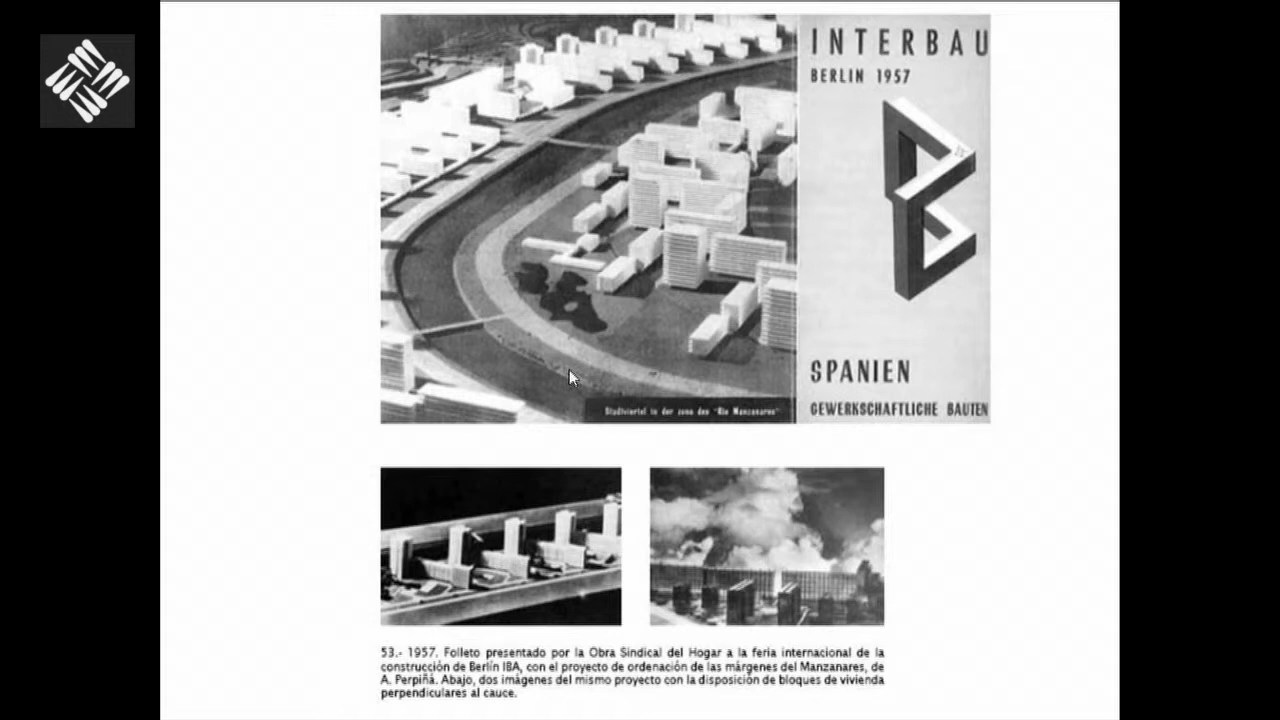 INTERBAU
BERLIN 1957
SPANIEN
GEWERKSCHAFTLICHE BAUTEN
Stadtviertel in der zona des "Rio Manzanares"
53.- 1957. Folleto presentado por la Obra Sindical del Hogar a la feria internacional de la
construcción de Berlín IBA, con el proyecto de ordenación de las márgenes del Manzanares, de
A. Perpiñá. Abajo, dos imágenes del mismo proyecto con la disposición de bloques de vivienda
perpendiculares al cauce.